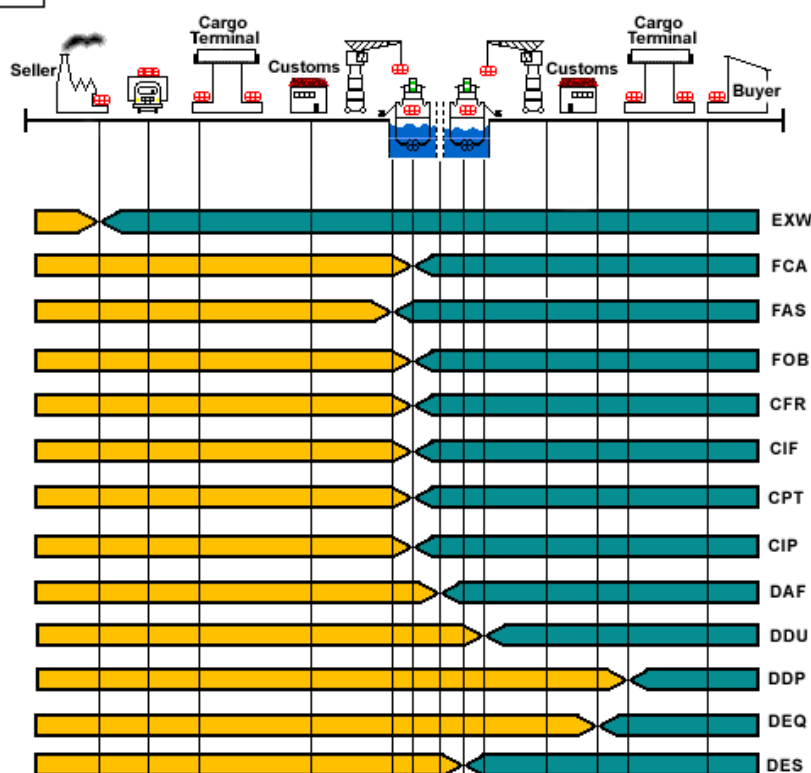 Cargo
Terminal
Cargo
Terminal
Seller
Customs
Customs
Buyer
EXW
FCA
FAS
FOB
CFR
CIF
CPT
CIP
DAF
DDU
DDP
DEQ
DES